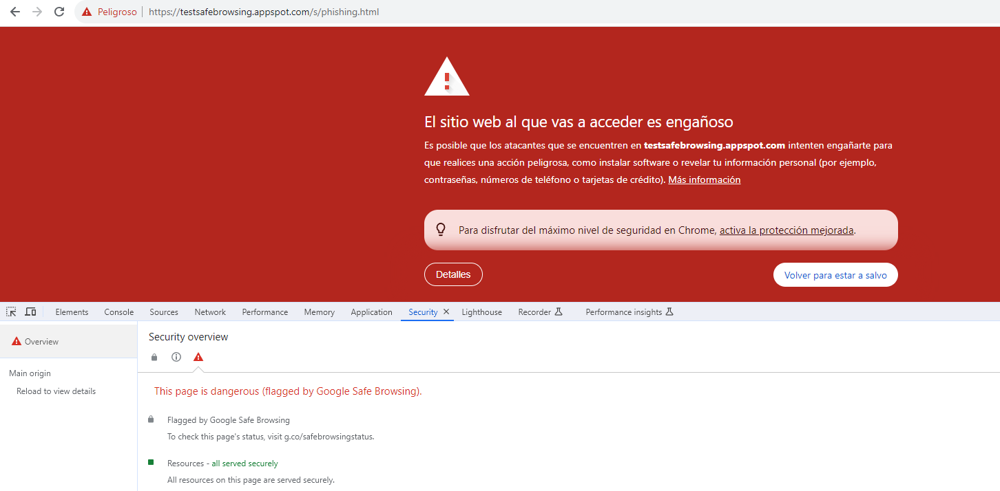 Peligroso https://testsafebrowsing.appspot.com/s/phishing.html
El sitio web al que vas a acceder es engañoso
Es posible que los atacantes que se encuentren en testsafebrowsing.appspot.com intenten engañarte para
que realices una acción peligrosa, como instalar software o revelar tu información personal (por ejemplo,
contraseñas, números de teléfono o tarjetas de crédito). Más información
Para disfrutar del máximo nivel de seguridad en Chrome, activa la protección mejorada.
Detalles
Volver para estar a salvo
Elements Console Sources Network Performance Memory Application Security Lighthouse Recorder Performance insights
Overview
Main origin
Reload to view details
Security overview
This page is dangerous (flagged by Google Safe Browsing).
Flagged by Google Safe Browsing
To check this page's status, visit g.co/safebrowsingstatus.
Resources - all served securely
All resources on this page are served securely.